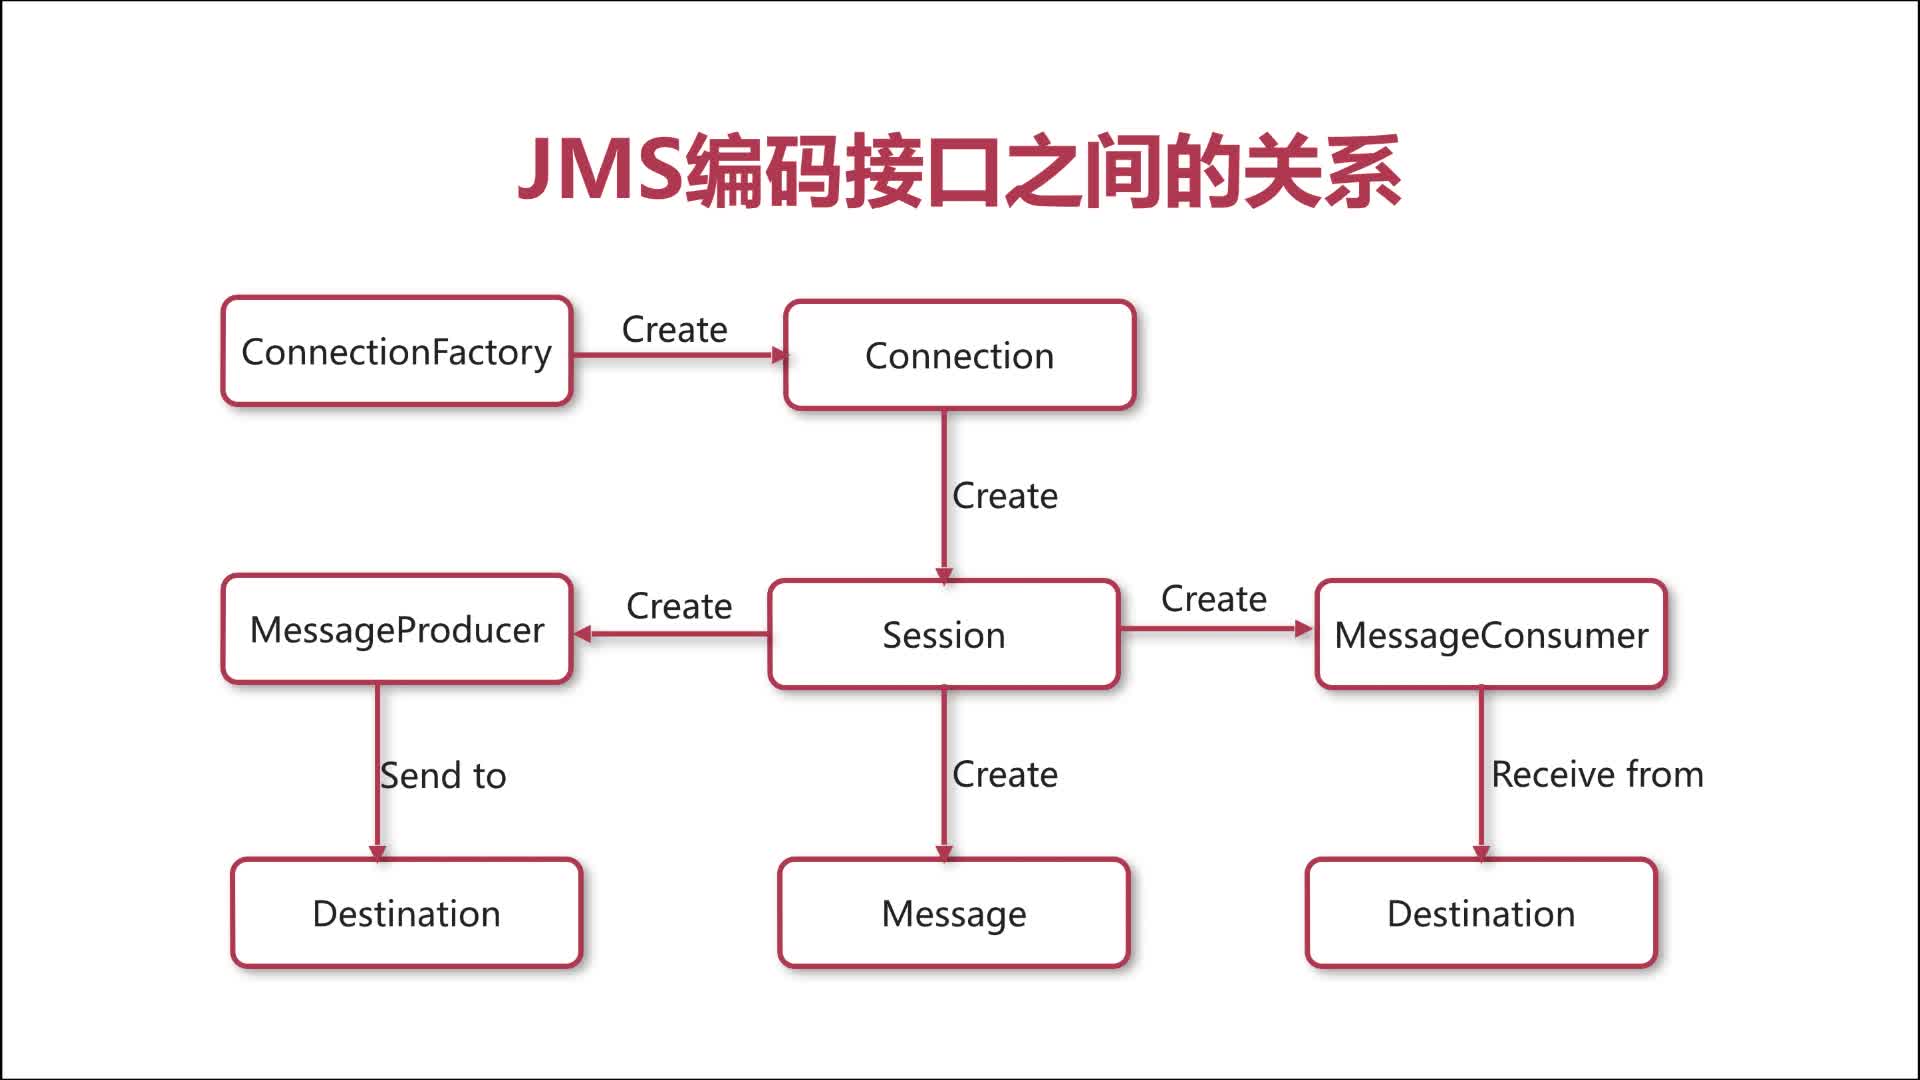 JMS编码接口之间的关系
ConnectionFactory
Create
Connection
Create
MessageProducer
Create
Session
Create
MessageConsumer
Send to
Create
Receive from
Destination
Message
Destination